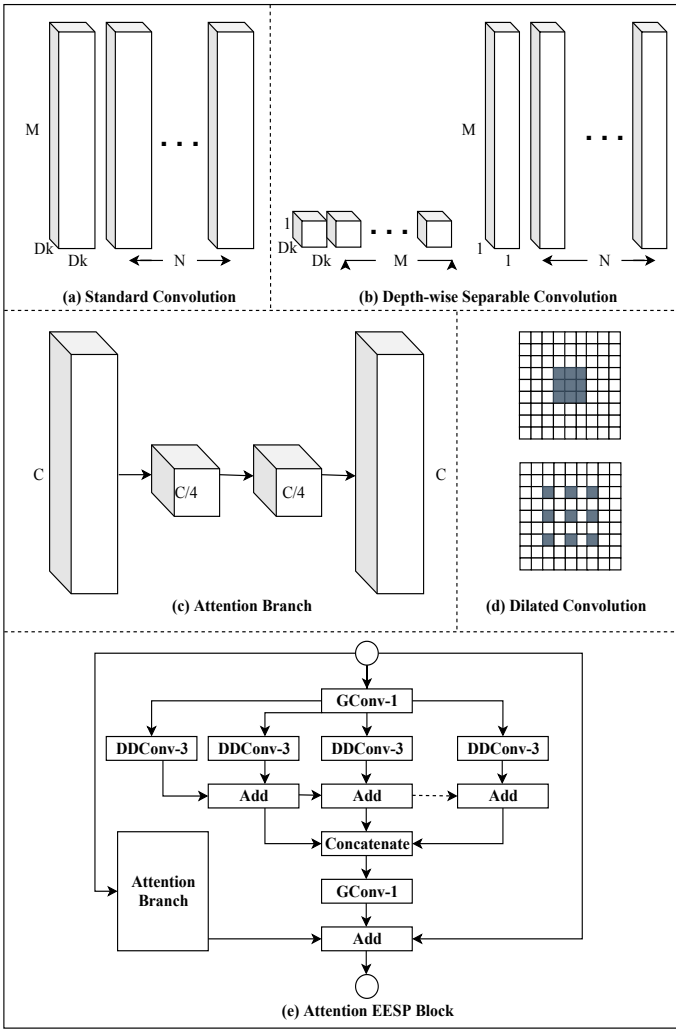 M
Dk
Dk
N
(a) Standard Convolution
1
Dk
Dk
M
M
1
1
N
(b) Depth-wise Separable Convolution
C
C/4
C/4
C
(c) Attention Branch
(d) Dilated Convolution
GConv-1
DDConv-3 DDConv-3 DDConv-3 DDConv-3
Add Add Add
Concatenate
Attention
Branch
GConv-1
Add
(e) Attention EESP Block